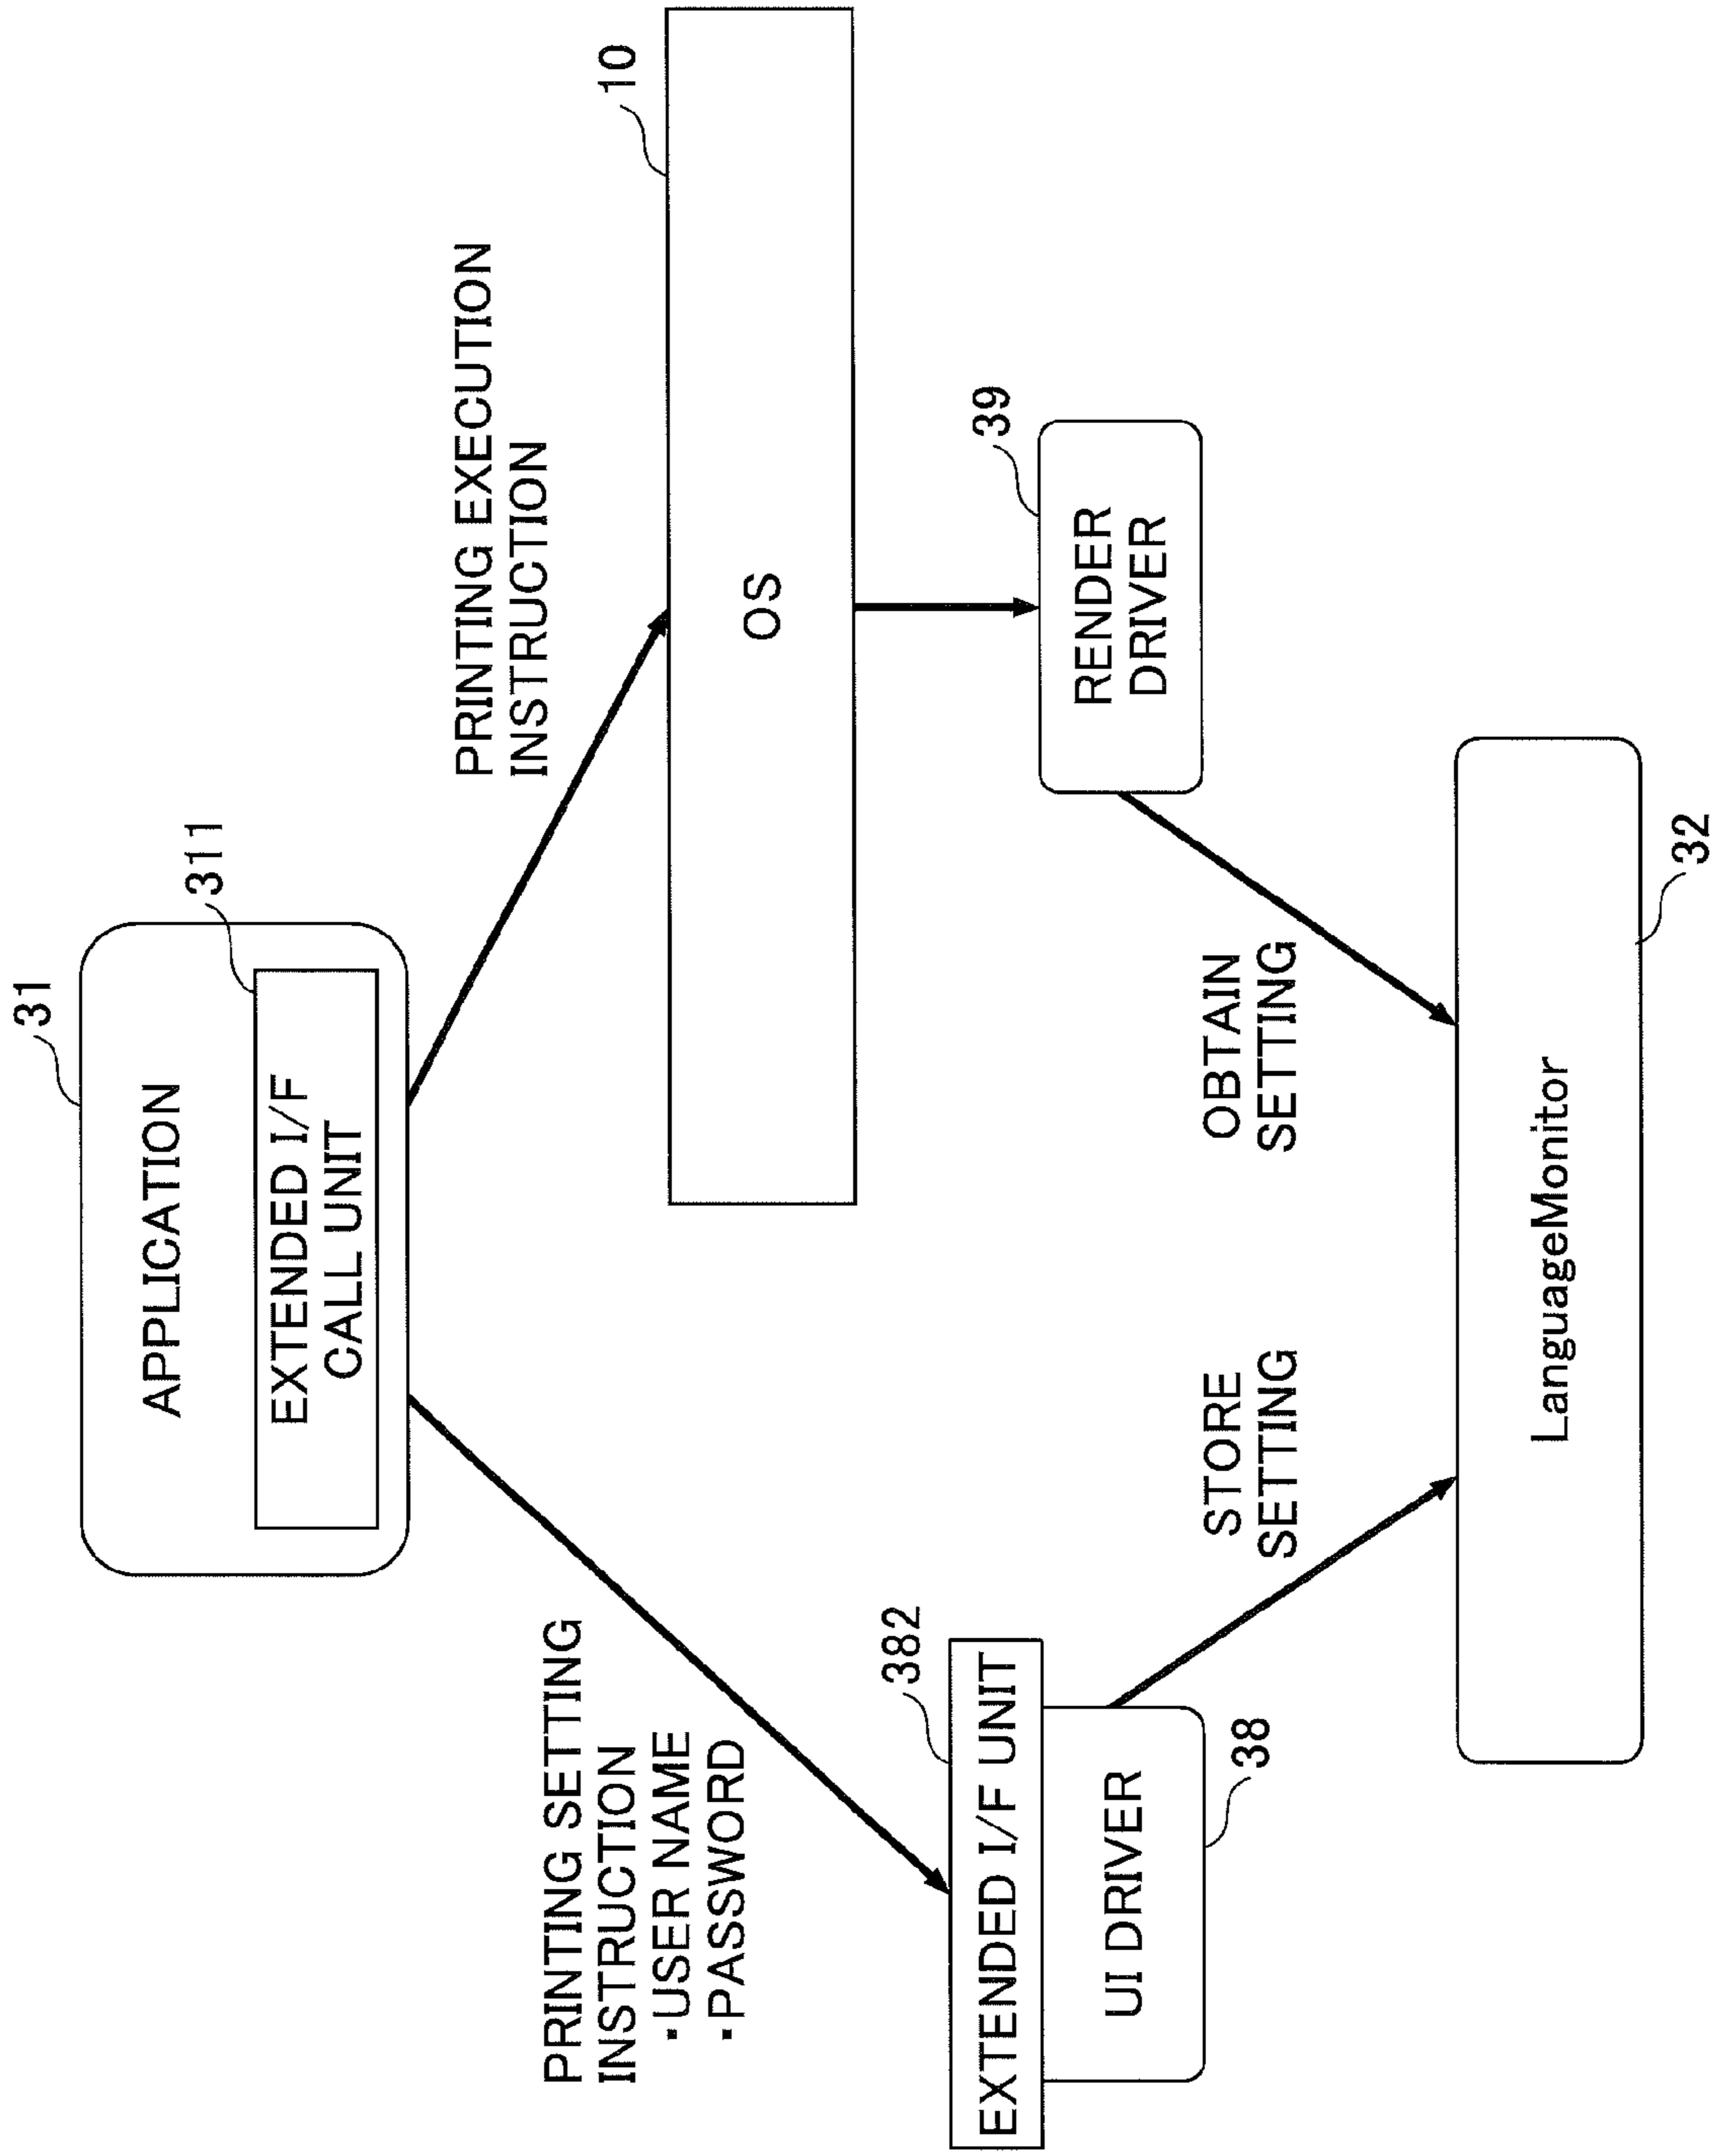 31
APPLICATION
311
EXTENDED I/F
CALL UNIT
PRINTING EXECUTION
INSTRUCTION
10
OS
PRINTING SETTING
INSTRUCTION
・USER NAME
・PASSWORD
382
EXTENDED I/F UNIT
UI DRIVER
38
39
RENDER
DRIVER
STORE
SETTING
OBTAIN
SETTING
LanguageMonitor
32